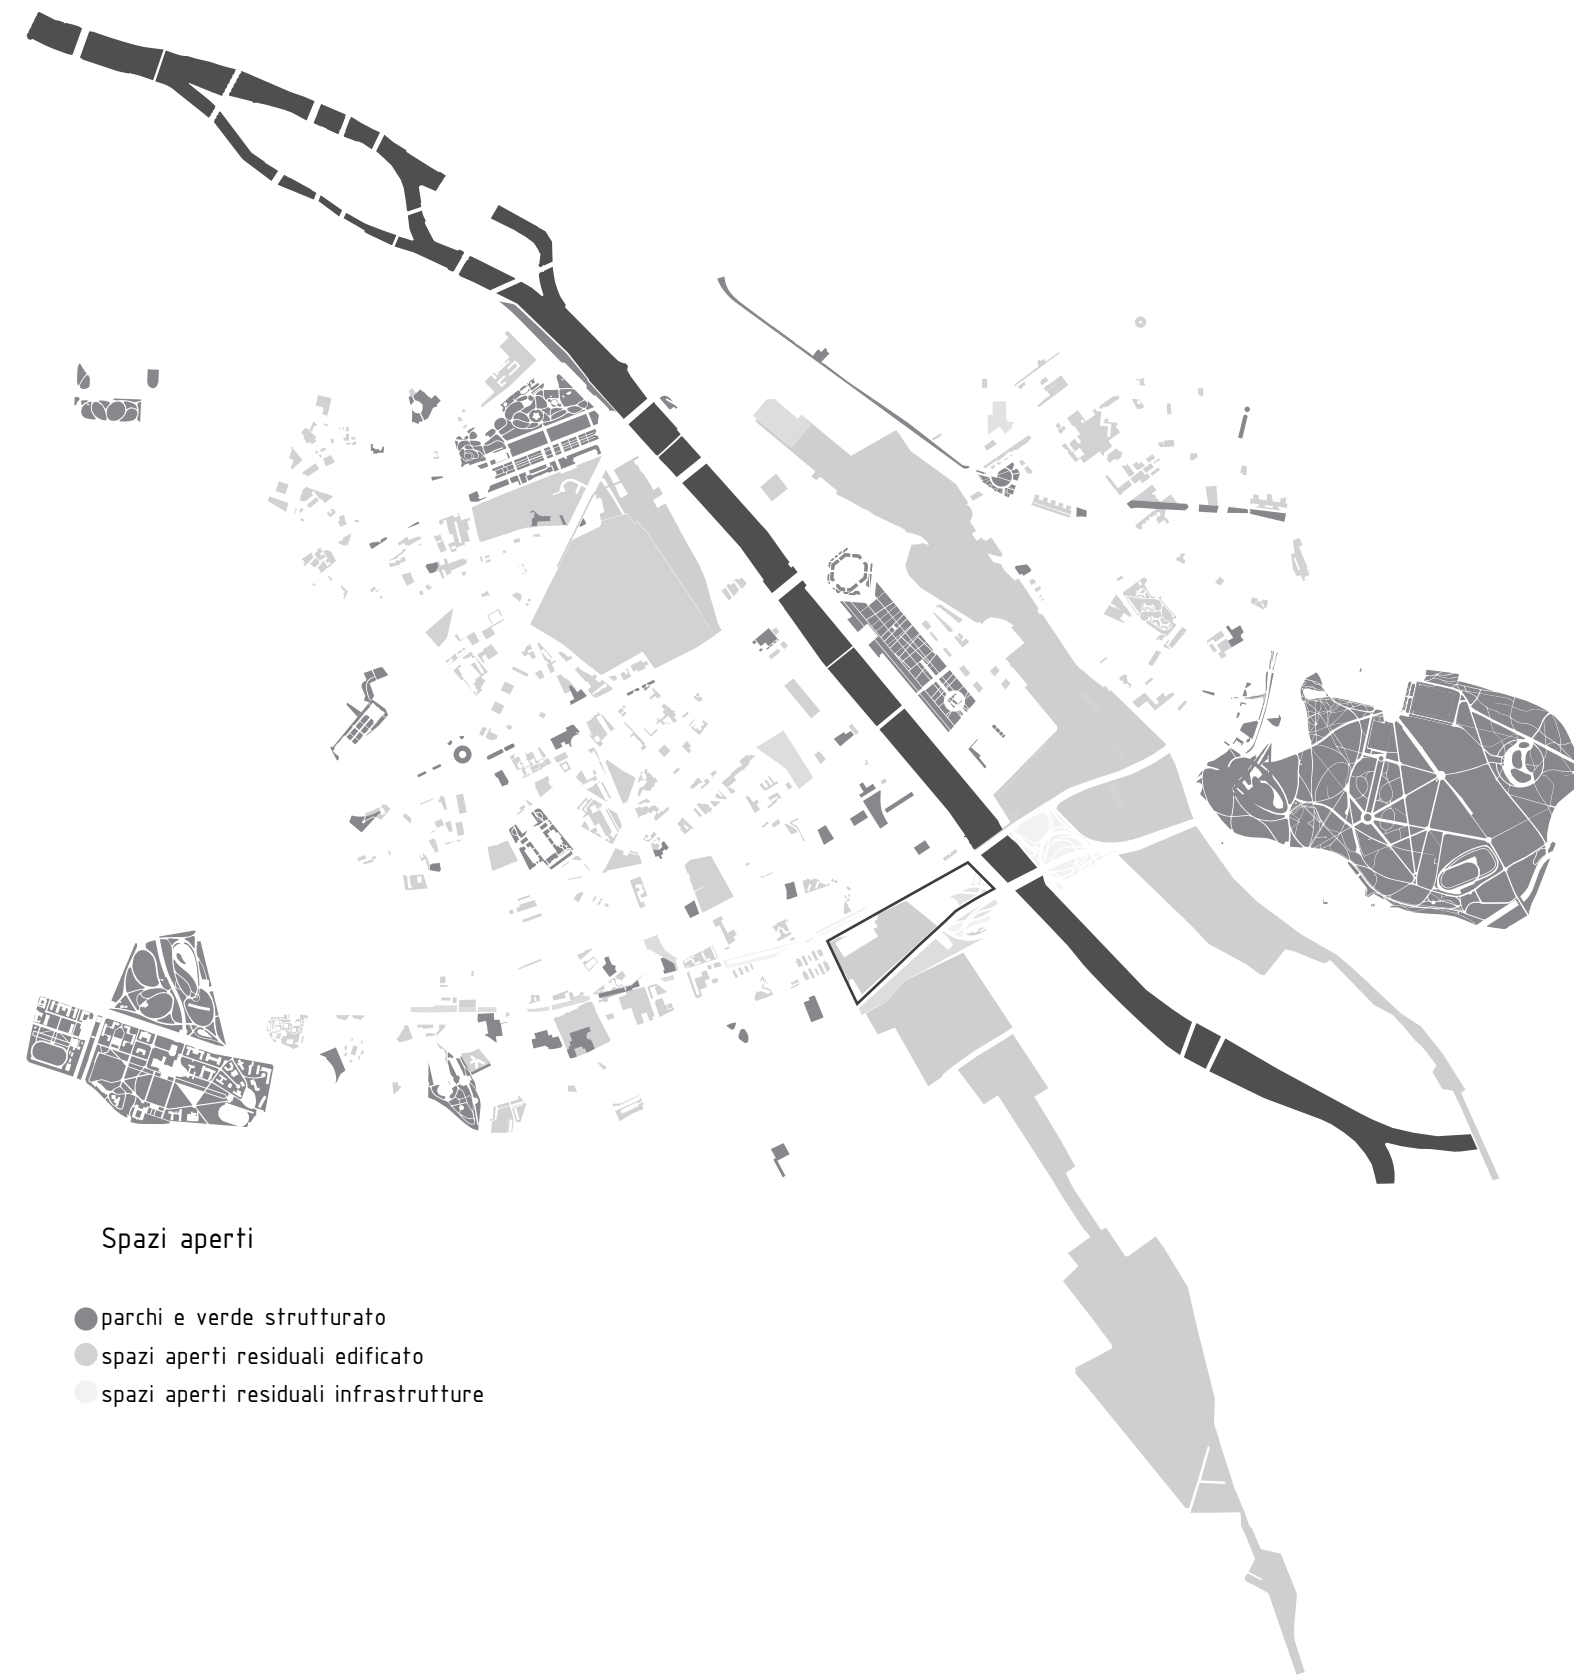 Spazi aperti
parchi e verde strutturato
spazi aperti residuali edificato
spazi aperti residuali infrastrutture